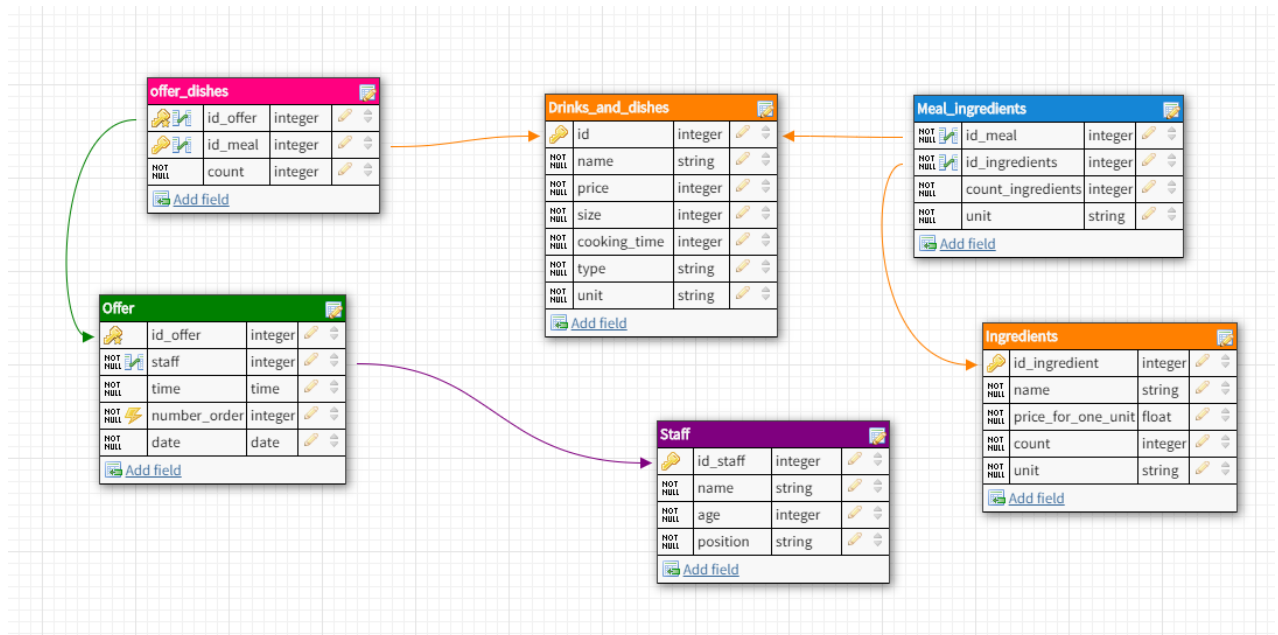 offer_dishes
id_offer integer
id_meal integer
NOT NULL count integer
Add field
Drinks_and_dishes
id integer
NOT NULL name string
NOT NULL price integer
NOT NULL size integer
NOT NULL cooking_time integer
NOT NULL type string
NOT NULL unit string
Add field
Meal_ingredients
NOT NULL id_meal integer
NOT NULL id_ingredients integer
NOT NULL count_ingredients integer
NOT NULL unit string
Add field
Offer
id_offer integer
NOT NULL staff integer
NOT NULL time time
NOT NULL number_order integer
NOT NULL date date
Add field
Staff
id_staff integer
NOT NULL name string
NOT NULL age integer
NOT NULL position string
Add field
Ingredients
id_ingredient integer
NOT NULL name string
NOT NULL price_for_one_unit float
NOT NULL count integer
NOT NULL unit string
Add field